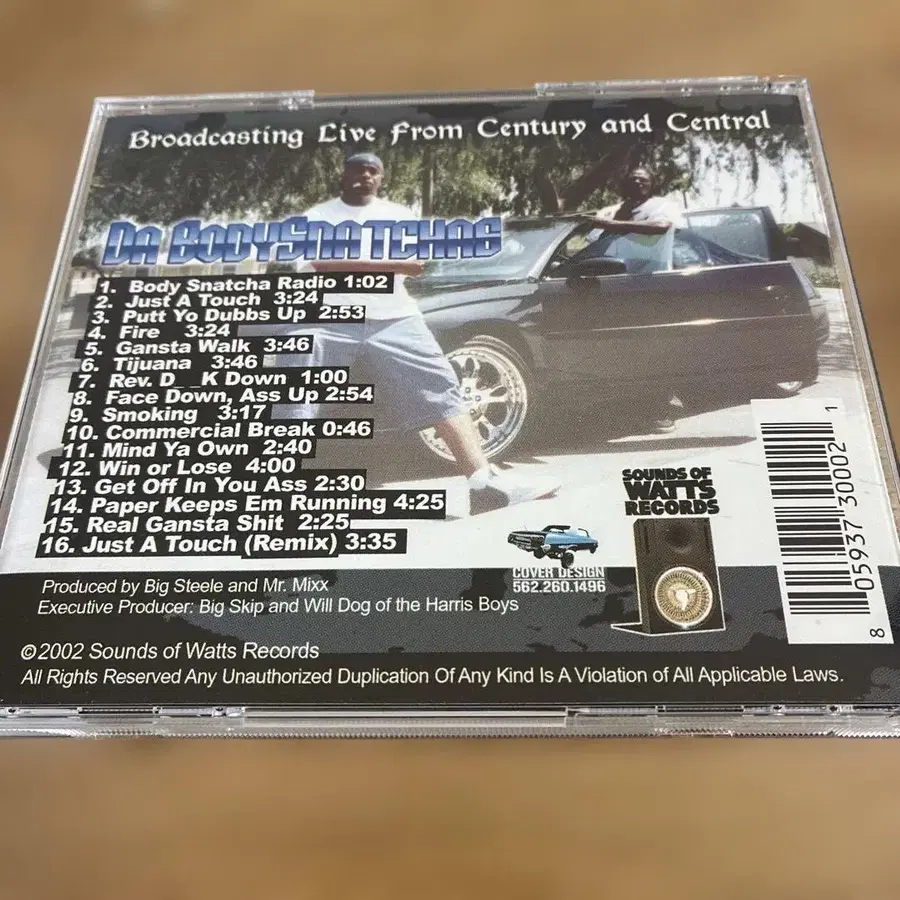 Broadcasting Live From Century and Central
Da Body$natchas
1. Body Snatcha Radio 1:02
2. Just A Touch 3:24
3. Putt Yo Dubbs Up 2:53
4. Fire 3:24
5. Gansta Walk 3:46
6. Tijuana 3:46
7. Rev. D__K Down 1:00
8. Face Down, Ass Up 2:54
9. Smoking 3:17
10. Commercial Break 0:46
11. Mind Ya Own 2:40
12. Win or Lose 4:00
13. Get Off In You Ass 2:30
14. Paper Keeps Em Running 4:25
15. Real Gansta Shit 2:25
16. Just A Touch (Remix) 3:35
SOUNDS OF
WATTS
RECORDS
COVER DESIGN
562.260.1496
8 05937 30002 1
Produced by Big Steele and Mr. Mixx
Executive Producer: Big Skip and Will Dog of the Harris Boys
©2002 Sounds of Watts Records
All Rights Reserved Any Unauthorized Duplication Of Any Kind Is A Violation of All Applicable Laws.